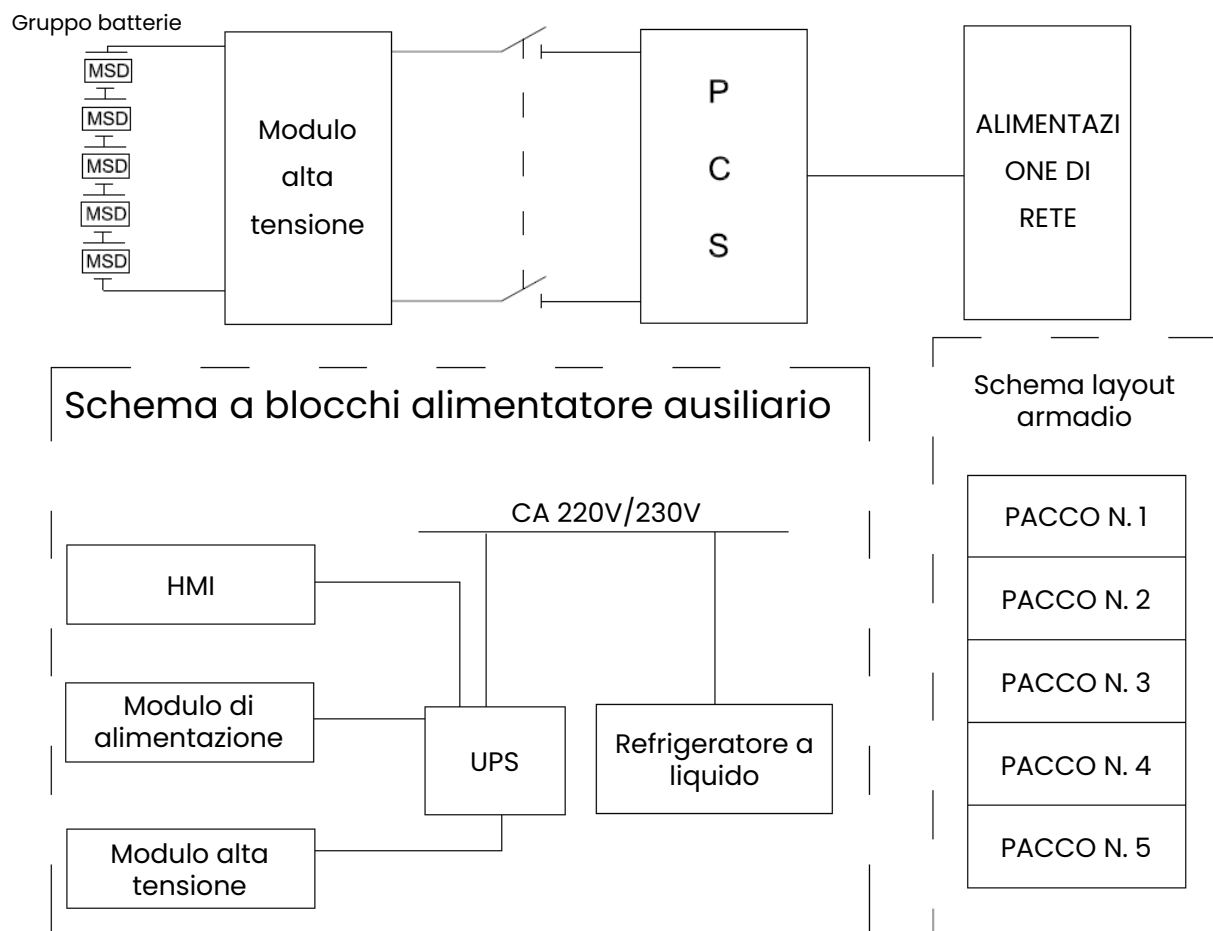 Gruppo batterie
MSD
MSD
MSD
MSD
MSD
Modulo
alta
tensione
P
C
S
ALIMENTAZI
ONE DI
RETE
Schema a blocchi alimentatore ausiliario
CA 220V/230V
HMI
Modulo di
alimentazione
UPS
Refrigeratore a
liquido
Modulo alta
tensione
Schema layout
armadio
PACCO N. 1
PACCO N. 2
PACCO N. 3
PACCO N. 4
PACCO N. 5